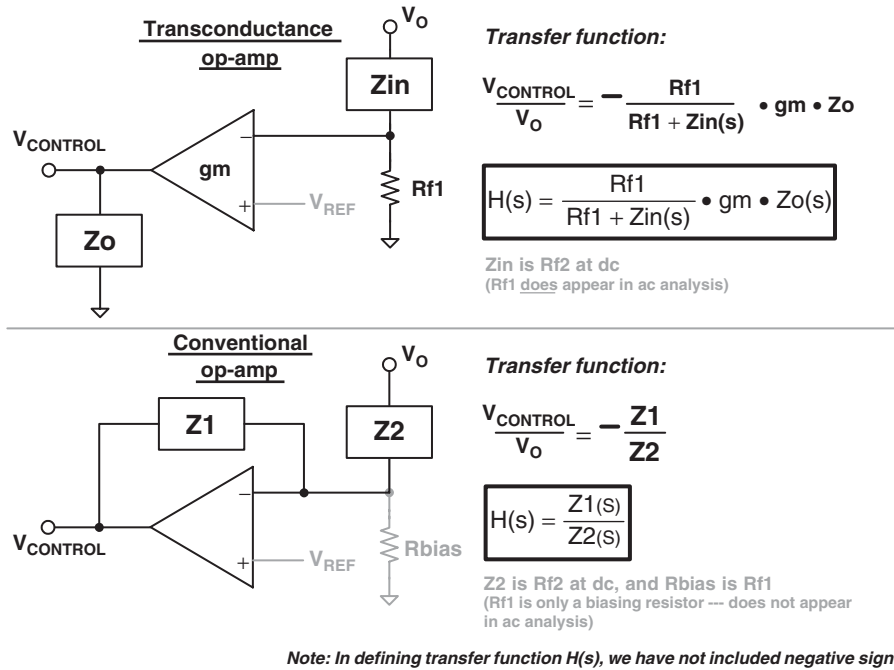 Transconductance
op-amp
VO
Zin
VCONTROL
−
gm
Rf1
+
VREF
Zo
Transfer function:
VCONTROL / VO = − Rf1 / Rf1 + Zin(s) • gm • Zo
H(s) = Rf1 / Rf1 + Zin(s) • gm • Zo(s)
Zin is Rf2 at dc
(Rf1 does appear in ac analysis)
Conventional
op-amp
VO
Z1
Z2
−
VCONTROL
+
VREF
Rbias
Transfer function:
VCONTROL / VO = − Z1 / Z2
H(s) = Z1(S) / Z2(S)
Z2 is Rf2 at dc, and Rbias is Rf1
(Rf1 is only a biasing resistor --- does not appear
in ac analysis)
Note: In defining transfer function H(s), we have not included negative sign